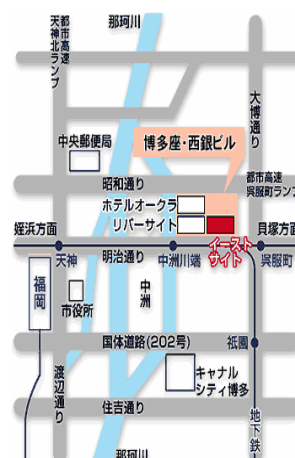 那珂川
都市高速
天神北ランプ
大博通り
中央郵便局
博多座・西銀ビル
昭和通り
都市高速
呉服町ランプ
ホテルオークラ
リバーサイト
イースト
サイト
姪浜方面
貝塚方面
天神
明治通り
中洲川端
呉服町
福岡
市役所
中洲
国体道路(202号)
祇園
渡辺通り
キャナル
シティ博多
住吉通り
地下鉄
那珂川